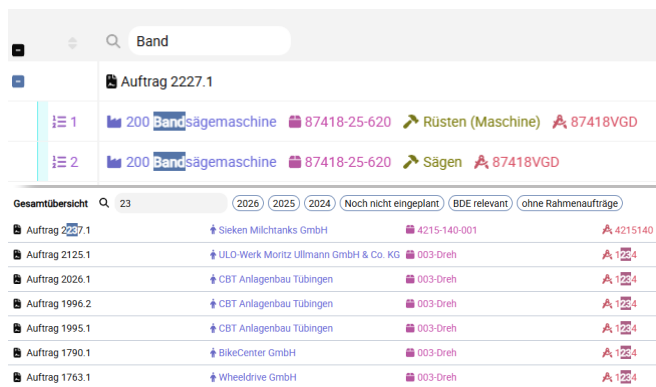 Band
Auftrag 2227.1
1 200 Bandsägemaschine 87418-25-620 Rüsten (Maschine) 87418VGD
2 200 Bandsägemaschine 87418-25-620 Sägen 87418VGD
Gesamtübersicht 23 2026 2025 2024 Noch nicht eingeplant BDE relevant ohne Rahmenaufträge
Auftrag 2237.1 Sieken Milchtanks GmbH 4215-140-001 4215140
Auftrag 2125.1 ULO-Werk Moritz Ullmann GmbH & Co. KG 003-Dreh 1234
Auftrag 2026.1 CBT Anlagenbau Tübingen 003-Dreh 1234
Auftrag 1996.2 CBT Anlagenbau Tübingen 003-Dreh 1234
Auftrag 1995.1 CBT Anlagenbau Tübingen 003-Dreh 1234
Auftrag 1790.1 BikeCenter GmbH 003-Dreh 1234
Auftrag 1763.1 Wheeldrive GmbH 003-Dreh 1234